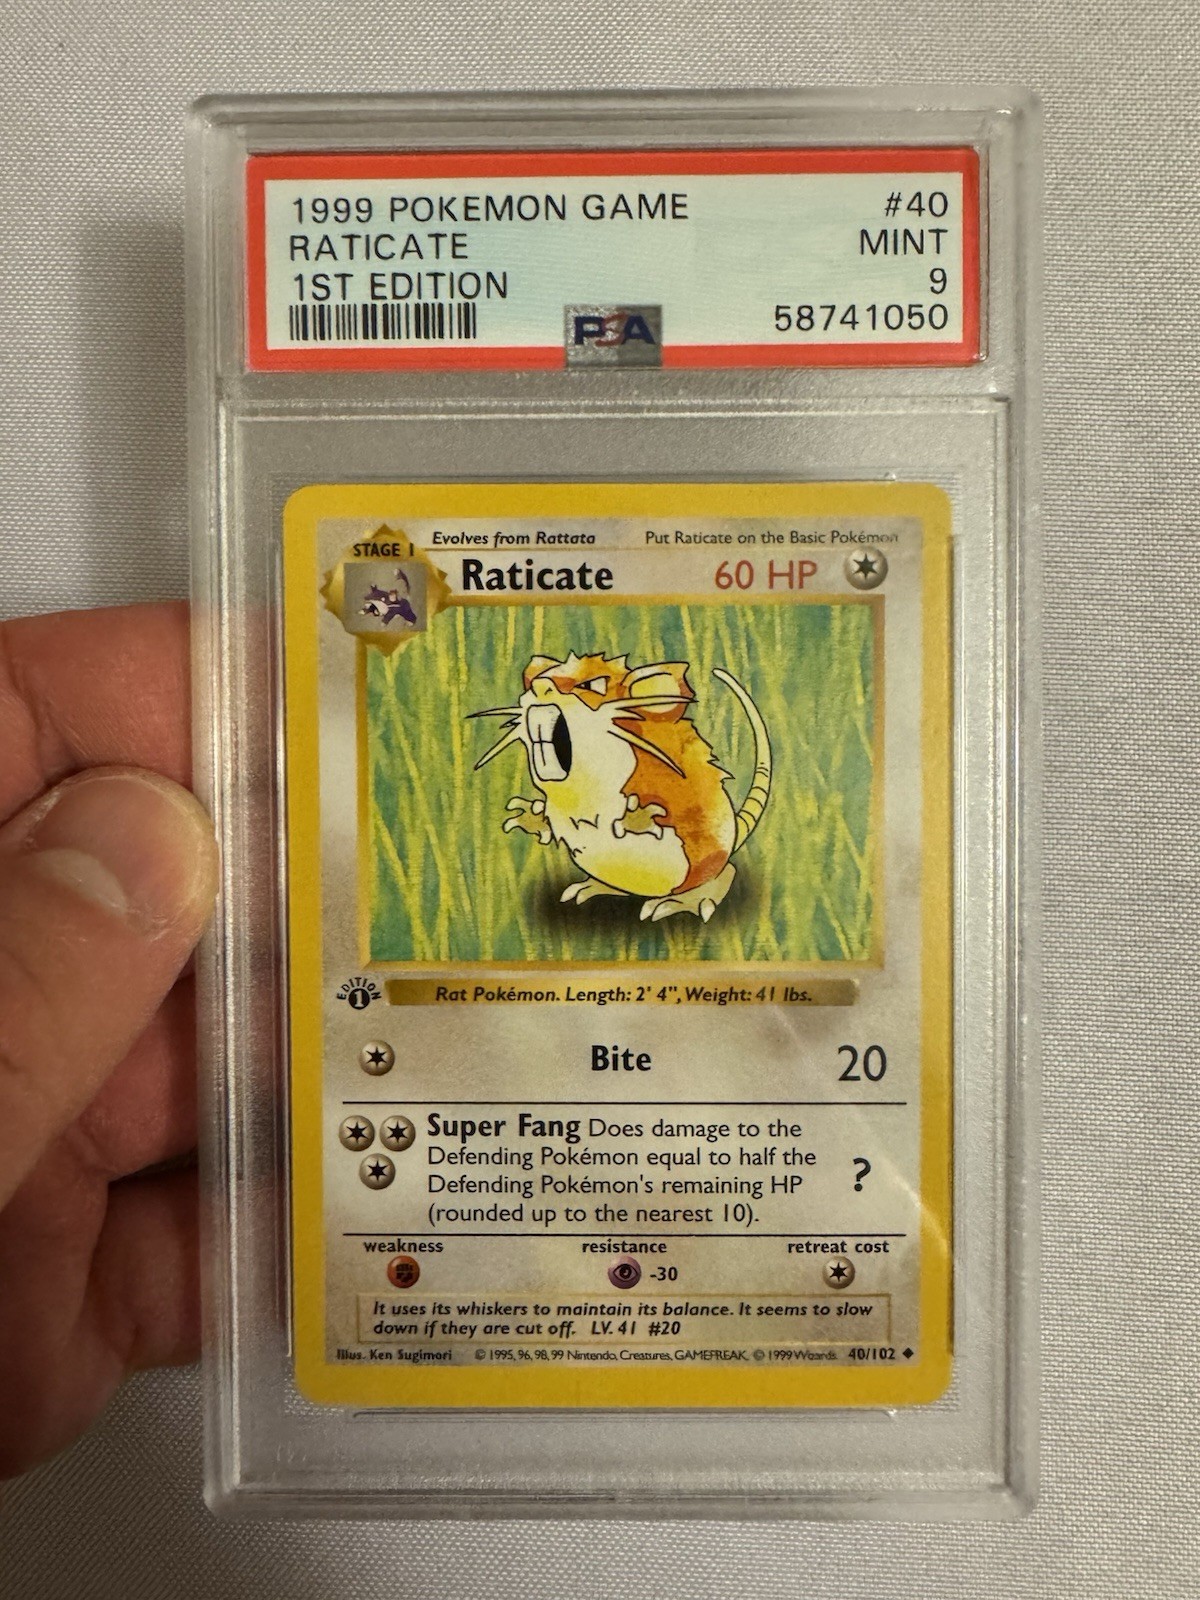 1999 POKEMON GAME #40
RATICATE MINT
1ST EDITION 9
PSA 58741050
STAGE 1 Evolves from Rattata Put Raticate on the Basic Pokémon
Raticate 60 HP
EDITION 1
Rat Pokémon. Length: 2' 4", Weight: 41 lbs.
Bite 20
Super Fang Does damage to the
Defending Pokémon equal to half the
Defending Pokémon's remaining HP
(rounded up to the nearest 10).
?
weakness resistance retreat cost
-30
It uses its whiskers to maintain its balance. It seems to slow
down if they are cut off. LV. 41 #20
Illus. Ken Sugimori © 1995, 96, 98, 99 Nintendo, Creatures, GAMEFREAK. © 1999 Wizards. 40/102